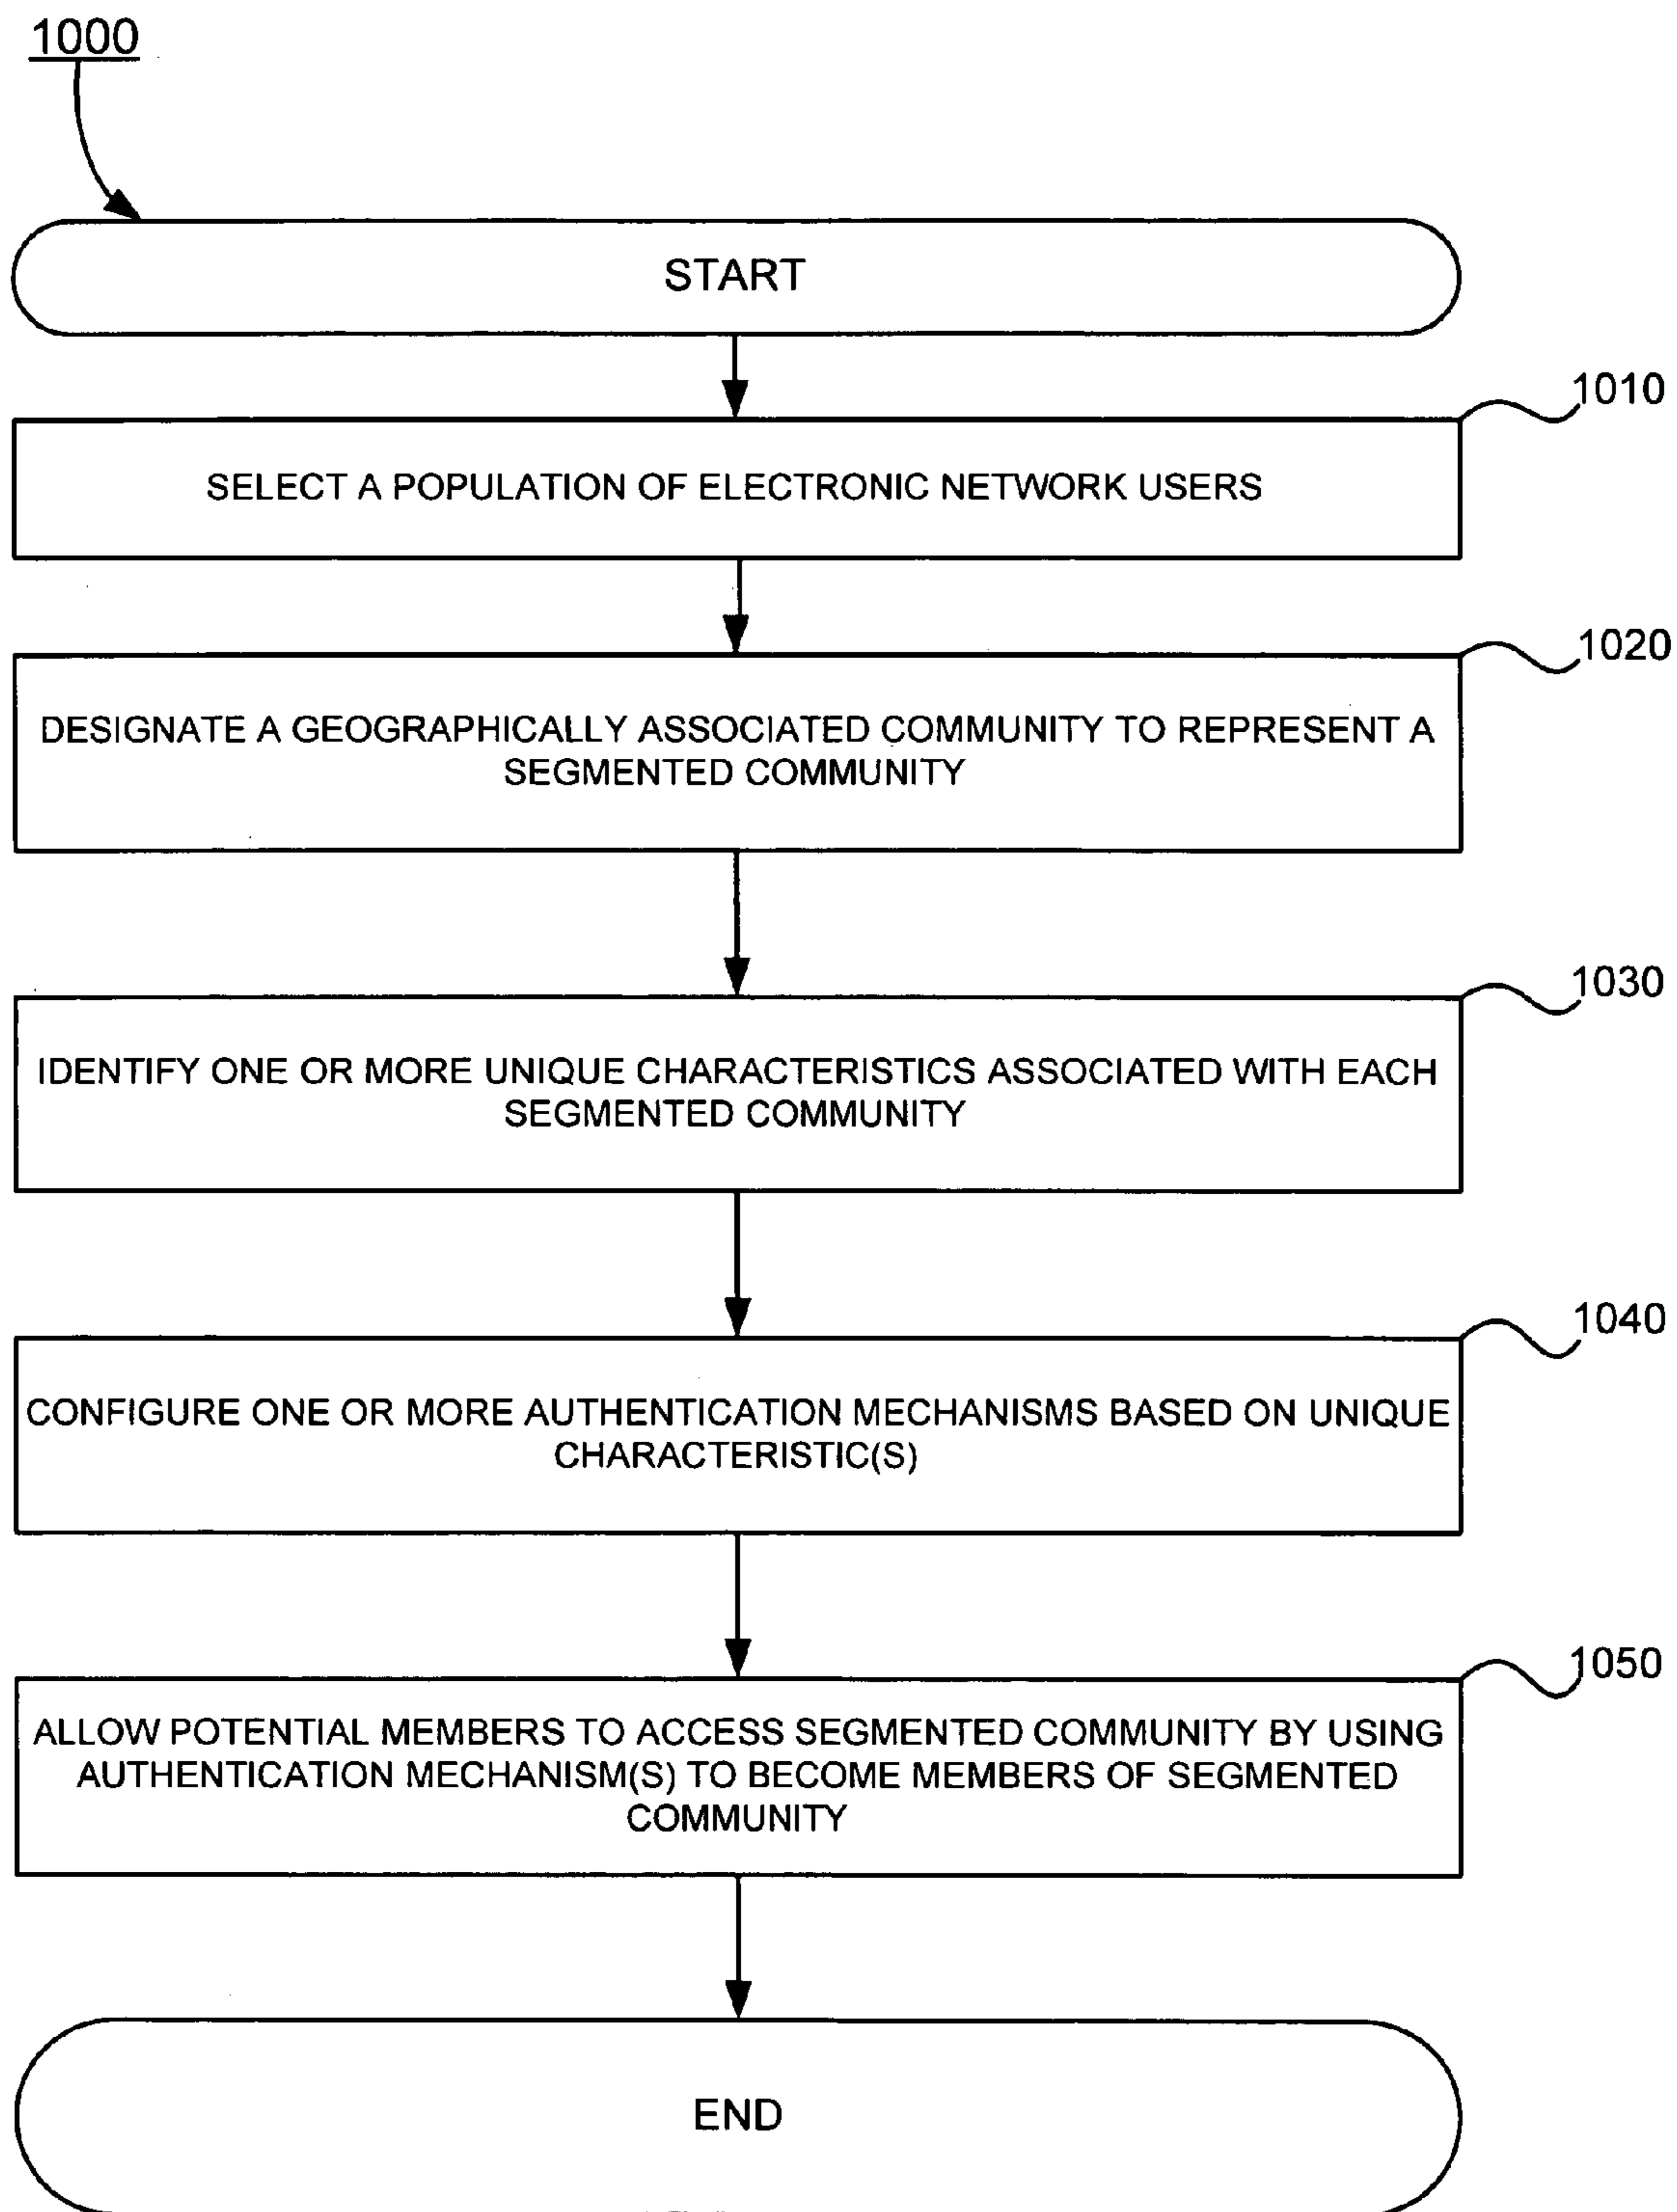 1000
START
1010
SELECT A POPULATION OF ELECTRONIC NETWORK USERS
1020
DESIGNATE A GEOGRAPHICALLY ASSOCIATED COMMUNITY TO REPRESENT A
SEGMENTED COMMUNITY
1030
IDENTIFY ONE OR MORE UNIQUE CHARACTERISTICS ASSOCIATED WITH EACH
SEGMENTED COMMUNITY
1040
CONFIGURE ONE OR MORE AUTHENTICATION MECHANISMS BASED ON UNIQUE
CHARACTERISTIC(S)
1050
ALLOW POTENTIAL MEMBERS TO ACCESS SEGMENTED COMMUNITY BY USING
AUTHENTICATION MECHANISM(S) TO BECOME MEMBERS OF SEGMENTED
COMMUNITY
END